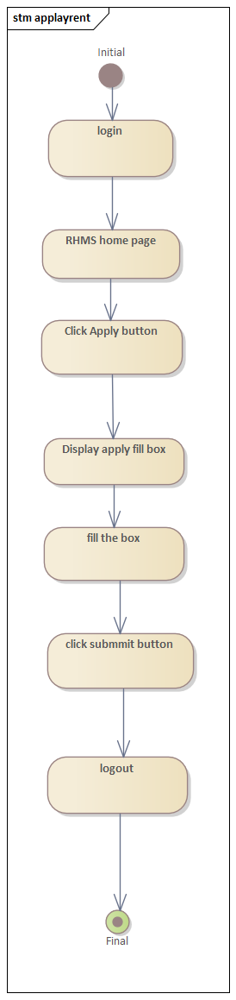 stm applayrent
Initial
login
RHMS home page
Click Apply button
Display apply fill box
fill the box
click submmit button
logout
Final